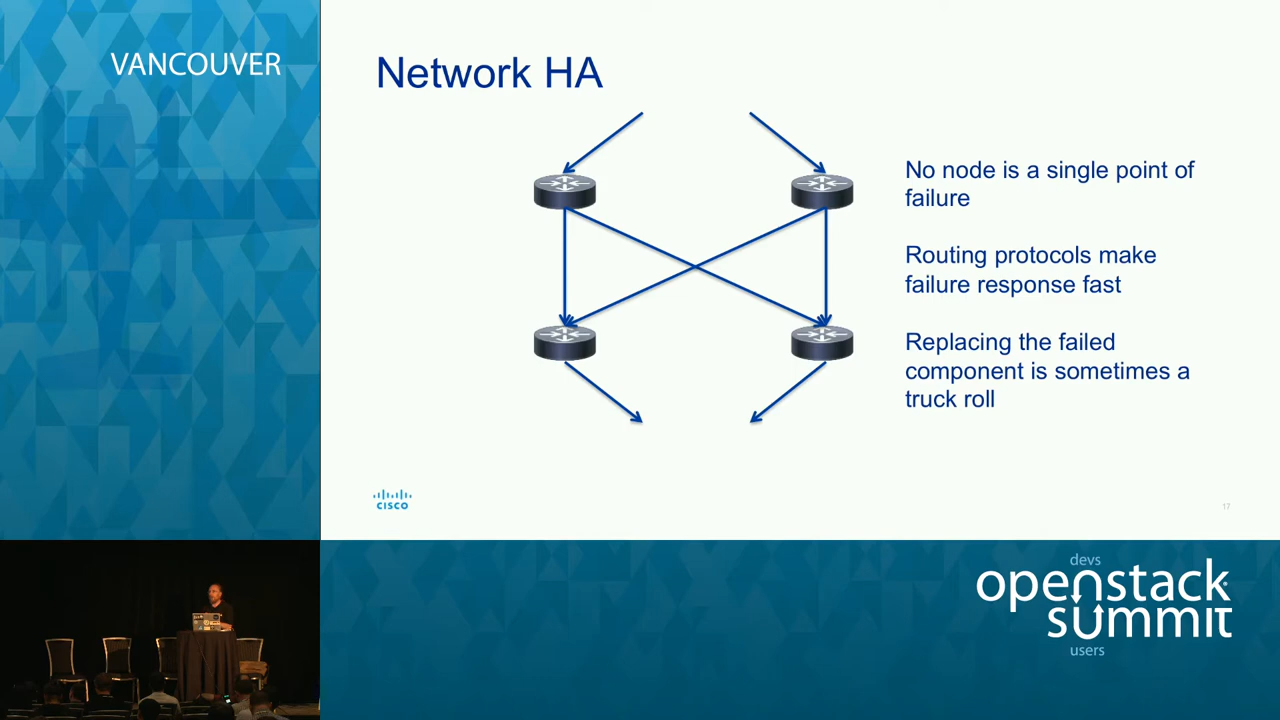 VANCOUVER
Network HA
No node is a single point of
failure
Routing protocols make
failure response fast
Replacing the failed
component is sometimes a
truck roll
CISCO
17
devs
openstack
summit
users